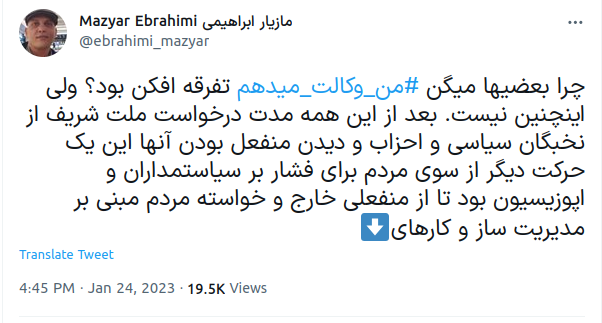 Mazyar Ebrahimi مازیار ابراهیمی
@ebrahimi_mazyar
چرا بعضیها میگن #من_وکالت_میدهم تفرقه افکن بود؟ ولی
اینچنین نیست. بعد از این همه مدت درخواست ملت شریف از
نخبگان سیاسی و احزاب و دیدن منفعل بودن آنها این یک
حرکت دیگر از سوی مردم برای فشار بر سیاستمداران و
اپوزیسیون بود تا از منفعلی خارج و خواسته مردم مبنی بر
مدیریت ساز و کارهای⬇
Translate Tweet
4:45 PM · Jan 24, 2023 · 19.5K Views